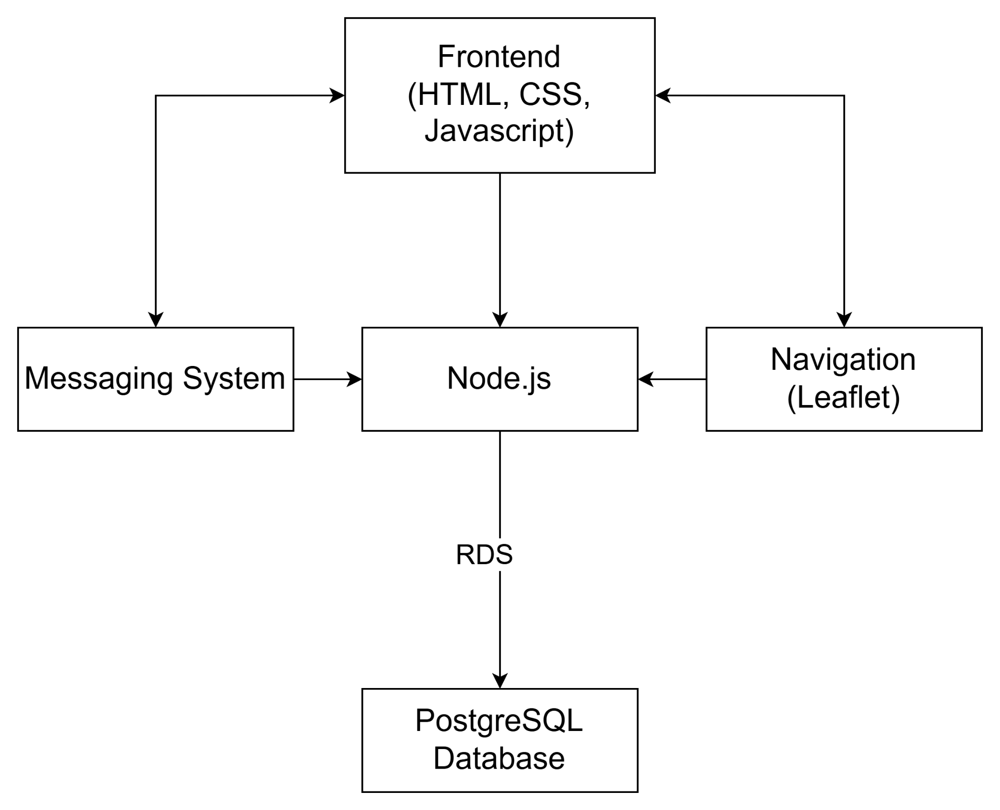 Frontend
(HTML, CSS,
Javascript)
Messaging System
Node.js
Navigation
(Leaflet)
RDS
PostgreSQL
Database